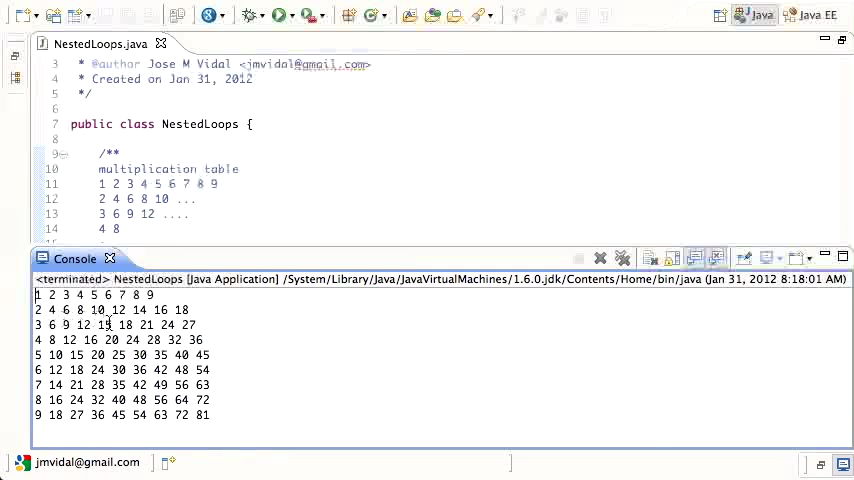 Java
Java EE
NestedLoops.java
3 * @author Jose M Vidal <jmvidal@gmail.com>
4 * Created on Jan 31, 2012
5 */
6
7 public class NestedLoops {
8
9 /**
10 multiplication table
11 1 2 3 4 5 6 7 8 9
12 2 4 6 8 10 ...
13 3 6 9 12 ....
14 4 8
Console
<terminated> NestedLoops [Java Application] /System/Library/Java/JavaVirtualMachines/1.6.0.jdk/Contents/Home/bin/java (Jan 31, 2012 8:18:01 AM)
1 2 3 4 5 6 7 8 9
2 4 6 8 10 12 14 16 18
3 6 9 12 15 18 21 24 27
4 8 12 16 20 24 28 32 36
5 10 15 20 25 30 35 40 45
6 12 18 24 30 36 42 48 54
7 14 21 28 35 42 49 56 63
8 16 24 32 40 48 56 64 72
9 18 27 36 45 54 63 72 81
jmvidal@gmail.com